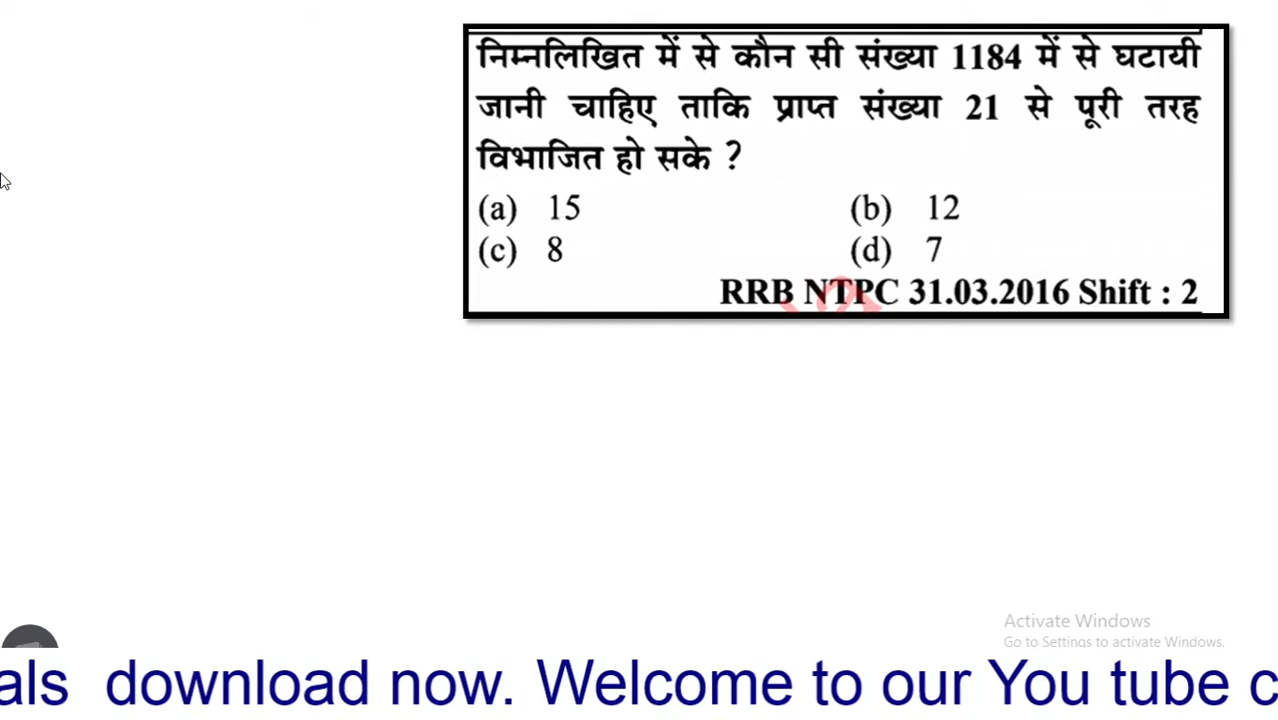 निम्नलिखित में से कौन सी संख्या 1184 में से घटायी
जानी चाहिए ताकि प्राप्त संख्या 21 से पूरी तरह
विभाजित हो सके ?
(a) 15 (b) 12
(c) 8 (d) 7
RRB NTPC 31.03.2016 Shift : 2
Activate Windows
Go to Settings to activate Windows.
als download now. Welcome to our You tube c